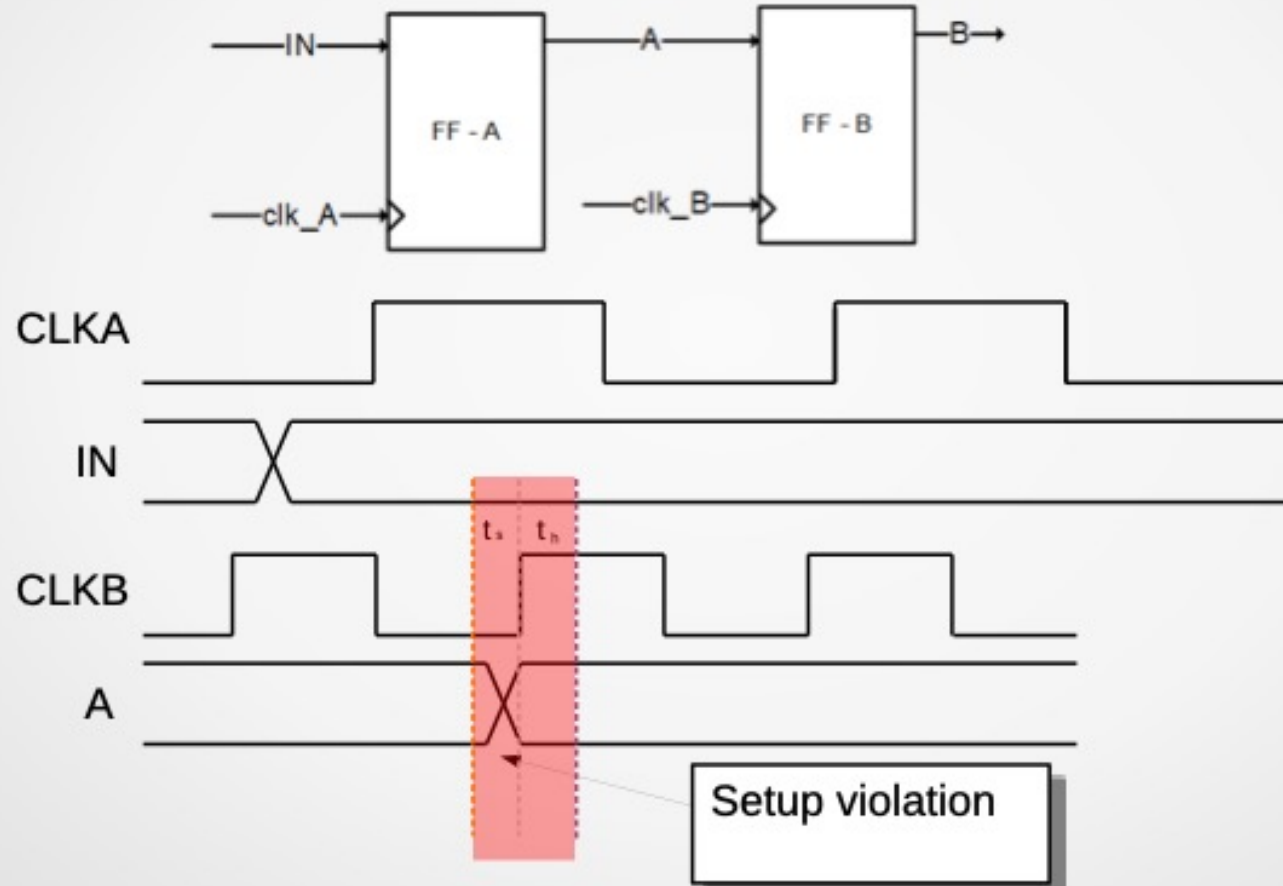 IN
A
B
FF - A
FF - B
clk_A
clk_B
CLKA
IN
ts th
CLKB
A
Setup violation